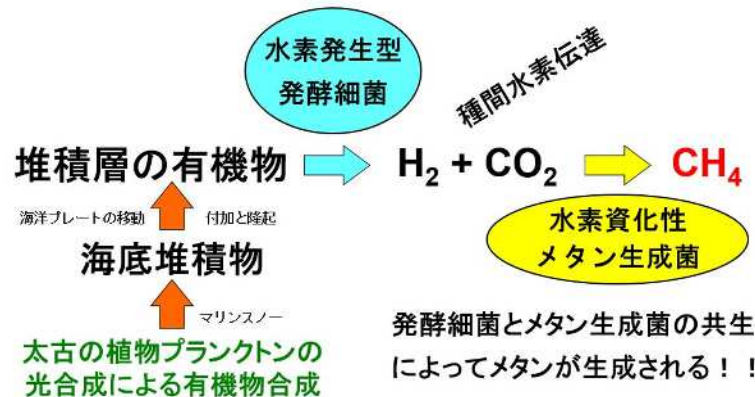 水素発生型
発酵細菌
種間水素伝達
堆積層の有機物
H₂ + CO₂
CH₄
海洋プレートの移動
付加と隆起
水素資化性
メタン生成菌
海底堆積物
マリンスノー
太古の植物プランクトンの
光合成による有機物合成
発酵細菌とメタン生成菌の共生
によってメタンが生成される！！